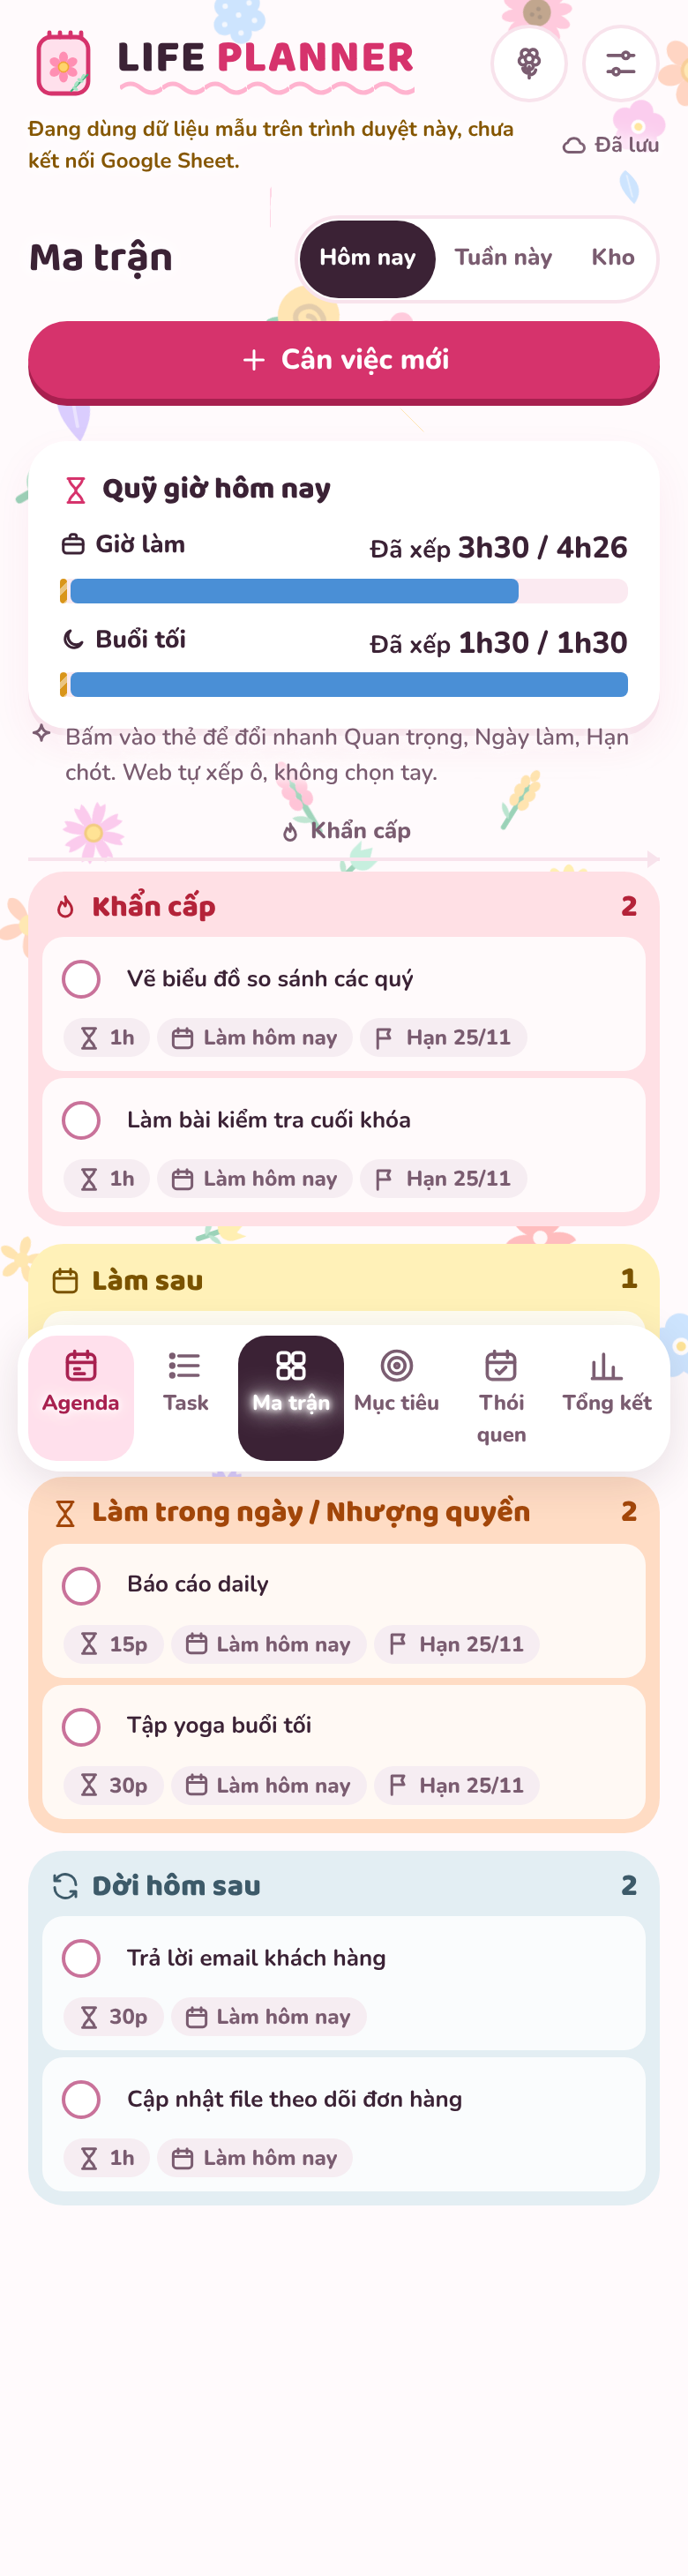 LIFE PLANNER
Đang dùng dữ liệu mẫu trên trình duyệt này, chưa
kết nối Google Sheet.
Đã lưu
Ma trận
Hôm nay
Tuần này
Kho
Cân việc mới
Quỹ giờ hôm nay
Giờ làm
Đã xếp 3h30 / 4h26
Buổi tối
Đã xếp 1h30 / 1h30
Bấm vào thẻ để đổi nhanh Quan trọng, Ngày làm, Hạn
chót. Web tự xếp ô, không chọn tay.
Khẩn cấp
Khẩn cấp 2
Vẽ biểu đồ so sánh các quý
1h Làm hôm nay Hạn 25/11
Làm bài kiểm tra cuối khóa
1h Làm hôm nay Hạn 25/11
Làm sau 1
Agenda
Task
Ma trận
Mục tiêu
Thói
quen
Tổng kết
Làm trong ngày / Nhượng quyền 2
Báo cáo daily
15p Làm hôm nay Hạn 25/11
Tập yoga buổi tối
30p Làm hôm nay Hạn 25/11
Dời hôm sau 2
Trả lời email khách hàng
30p Làm hôm nay
Cập nhật file theo dõi đơn hàng
1h Làm hôm nay